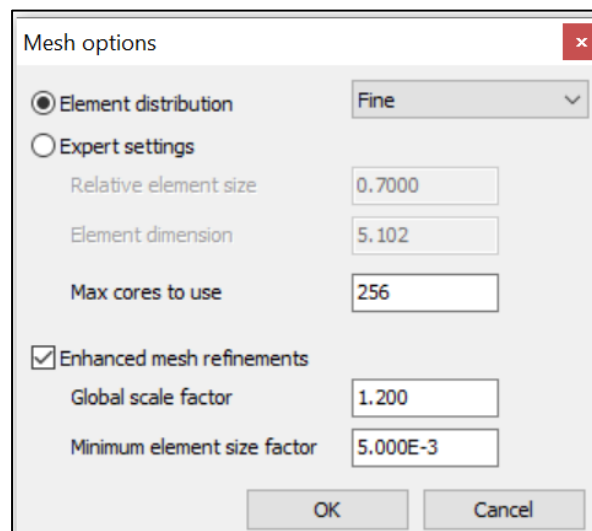 Mesh options
Element distribution Fine
Expert settings
Relative element size 0.7000
Element dimension 5.102
Max cores to use 256
Enhanced mesh refinements
Global scale factor 1.200
Minimum element size factor 5.000E-3
OK Cancel